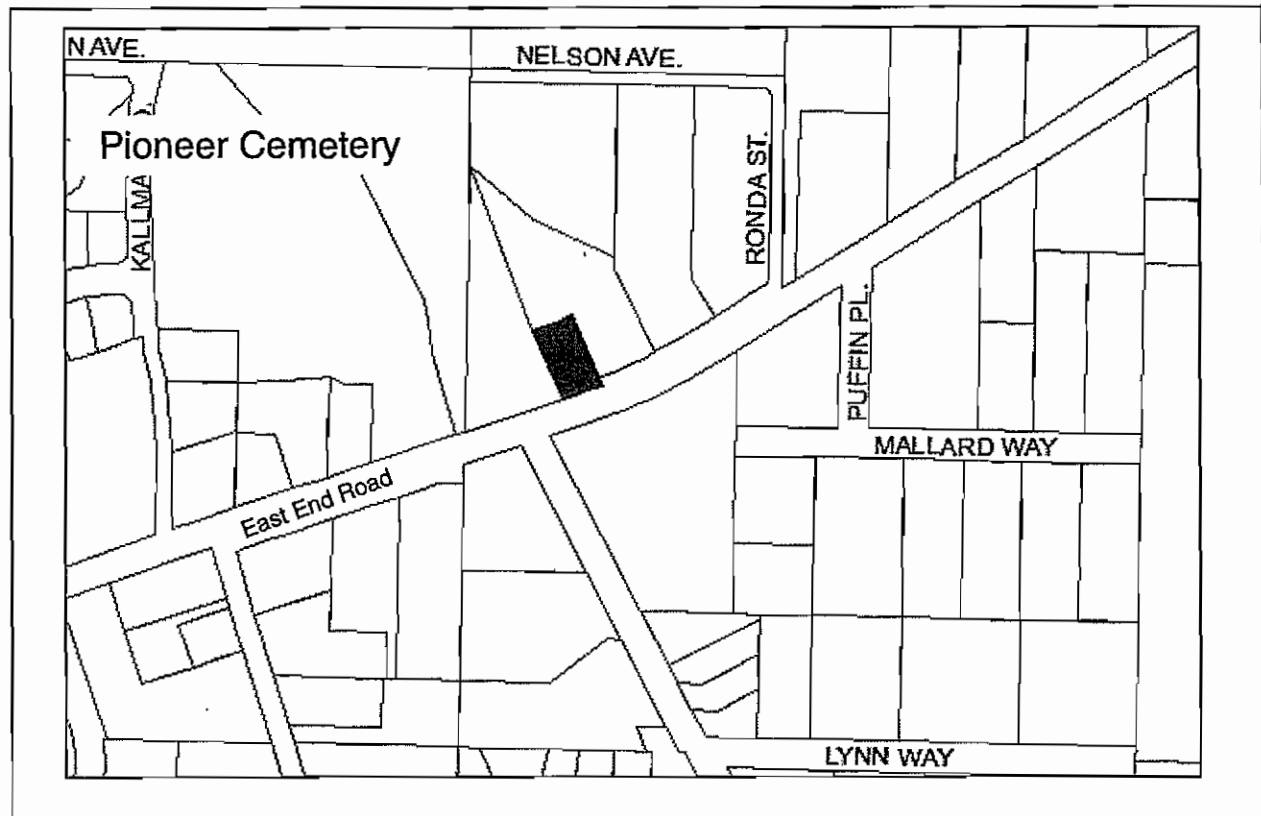 N AVE.
NELSON AVE.
Pioneer Cemetery
KALLMA
RONDA ST.
PUFFIN PL.
MALLARD WAY
East End Road
LYNN WAY